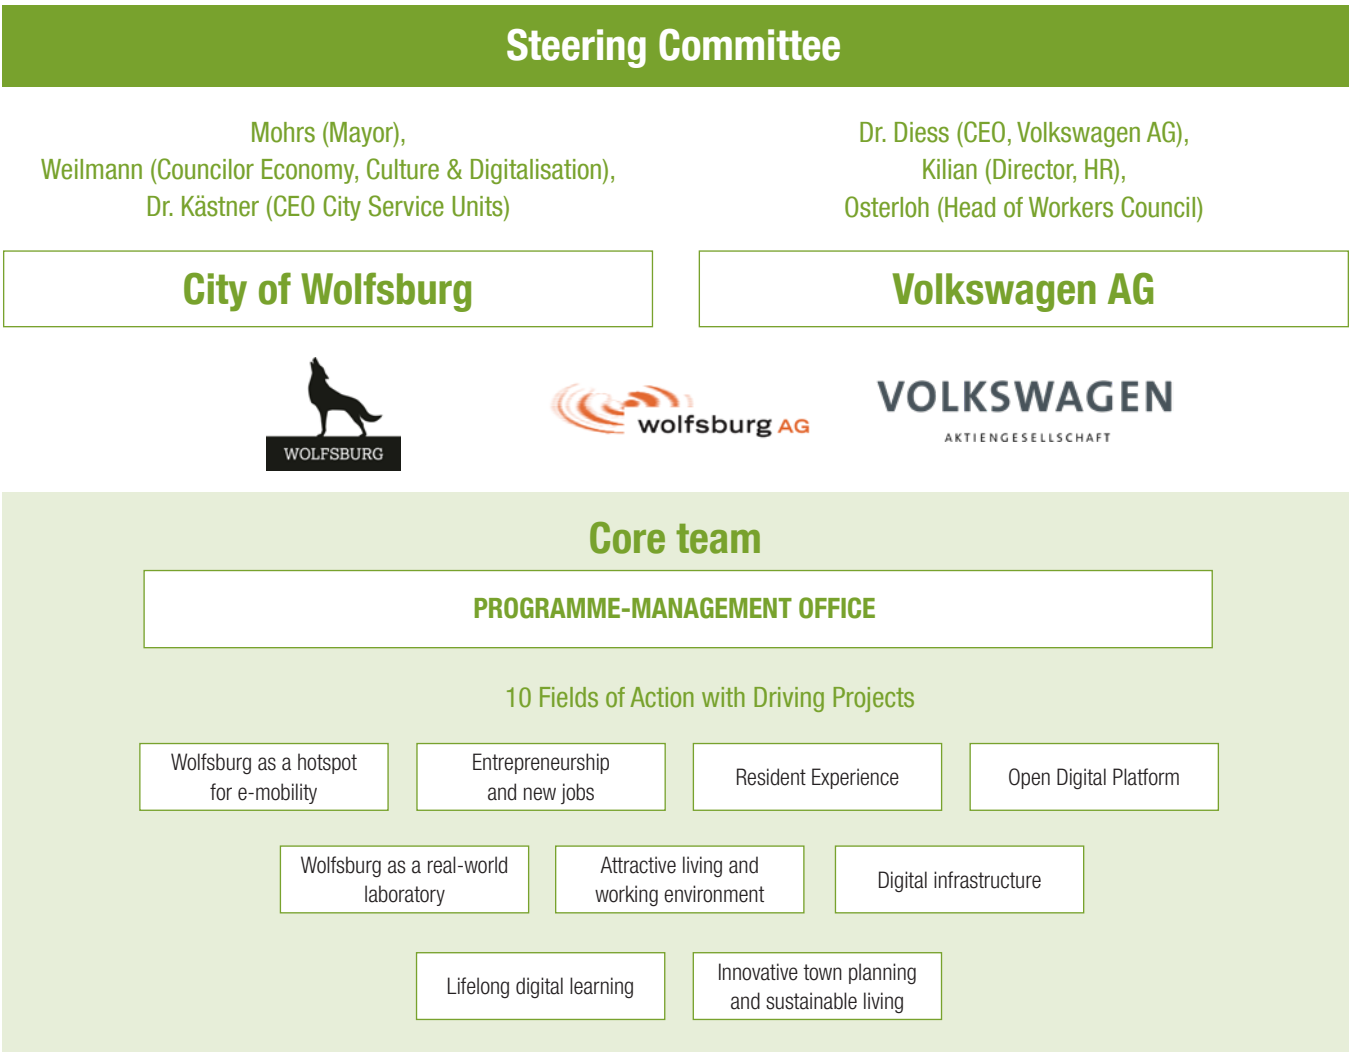 Steering Committee
Mohrs (Mayor),
Weilmann (Councilor Economy, Culture & Digitalisation),
Dr. Kästner (CEO City Service Units)
Dr. Diess (CEO, Volkswagen AG),
Kilian (Director, HR),
Osterloh (Head of Workers Council)
City of Wolfsburg
Volkswagen AG
WOLFSBURG
wolfsburg AG
VOLKSWAGEN
AKTIENGESELLSCHAFT
Core team
PROGRAMME-MANAGEMENT OFFICE
10 Fields of Action with Driving Projects
Wolfsburg as a hotspot
for e-mobility
Entrepreneurship
and new jobs
Resident Experience
Open Digital Platform
Wolfsburg as a real-world
laboratory
Attractive living and
working environment
Digital infrastructure
Lifelong digital learning
Innovative town planning
and sustainable living